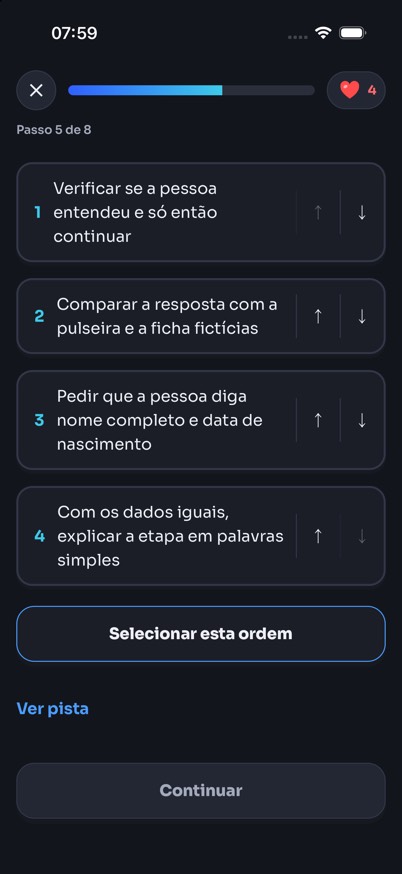 07:59
4
Passo 5 de 8
1
Verificar se a pessoa
entendeu e só então
continuar
↑
↓
2
Comparar a resposta com a
pulseira e a ficha fictícias
↑
↓
3
Pedir que a pessoa diga
nome completo e data de
nascimento
↑
↓
4
Com os dados iguais,
explicar a etapa em palavras
simples
↑
↓
Selecionar esta ordem
Ver pista
Continuar